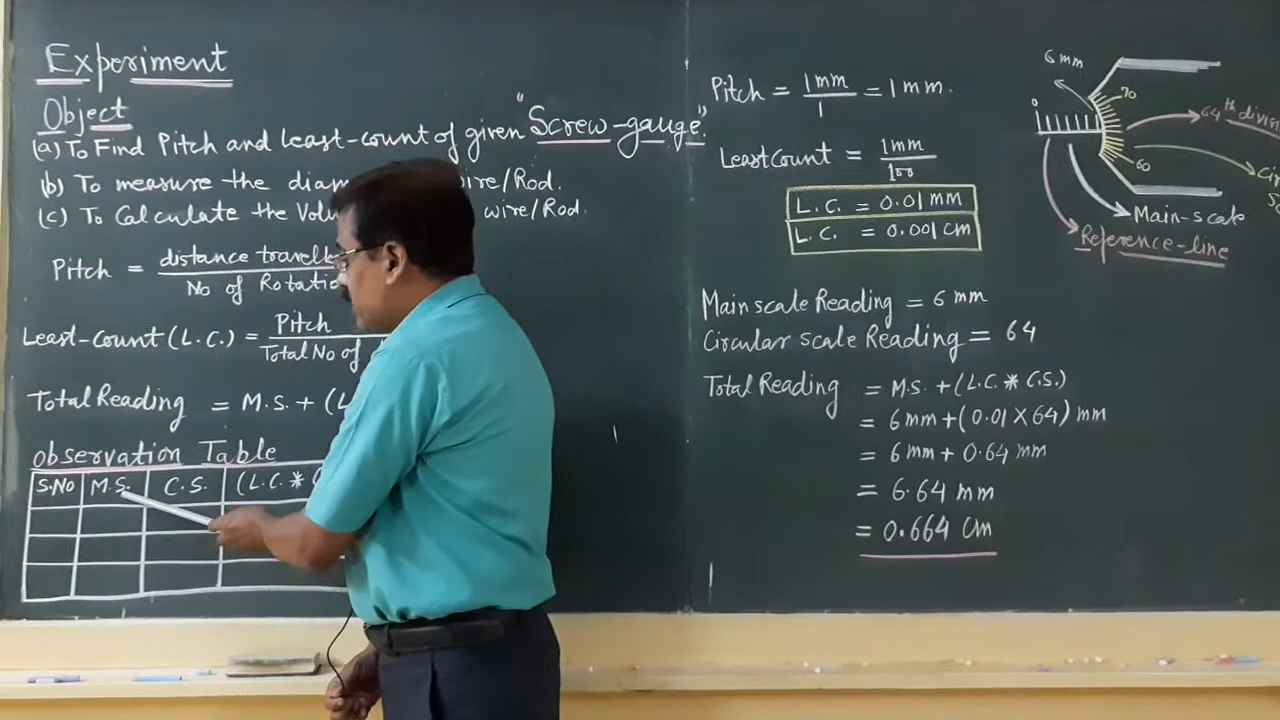 Experiment
Object
(a) To Find Pitch and least-count of given "Screw-gauge".
(b) To measure the wire/Rod.
(c) To Calculate the wire/Rod.
Pitch = distance
No of
Least-count (L.C.) = Pitch
Total No of
Total Reading = M.S. + (
Observation Table
S.No M.S. C.S. (L.C. *
Pitch = 1mm / 1 = 1mm.
Least Count = 1mm / 100
L.C. = 0.01 mm
L.C. = 0.001 cm
Main scale Reading = 6 mm
Circular scale Reading = 64
Total Reading = M.S. + (L.C. * C.S.)
= 6mm + (0.01 X 64) mm
= 6mm + 0.64 mm
= 6.64 mm
= 0.664 cm
6 mm
0
70
64th
60
Main-scale
Reference-line